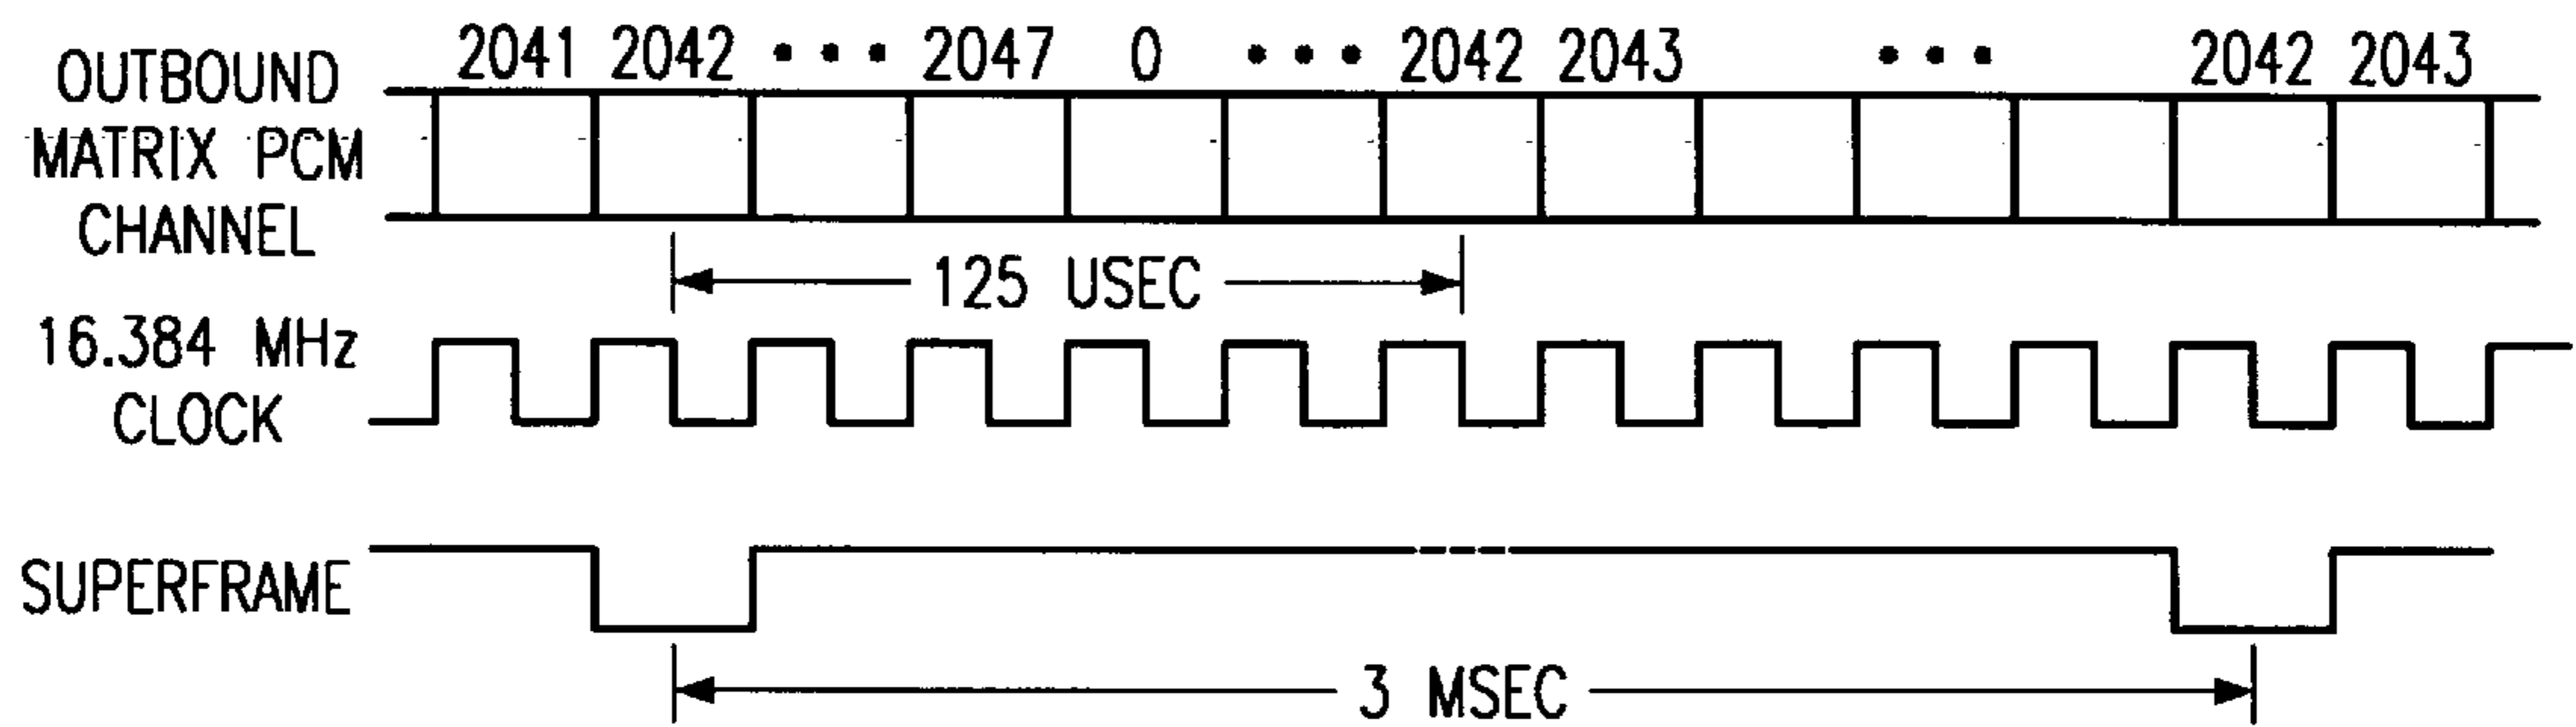 2041 2042 • • • 2047 0 • • • 2042 2043 • • • 2042 2043
OUTBOUND
MATRIX PCM
CHANNEL
125 USEC
16.384 MHz
CLOCK
SUPERFRAME
3 MSEC